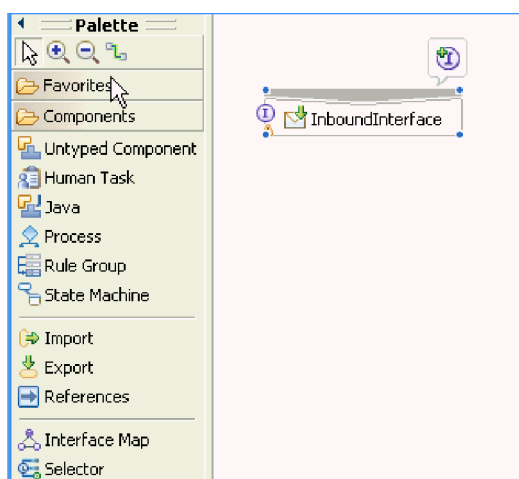 Palette
Favorites
Components
Untyped Component
Human Task
Java
Process
Rule Group
State Machine
Import
Export
References
Interface Map
Selector
I
I InboundInterface